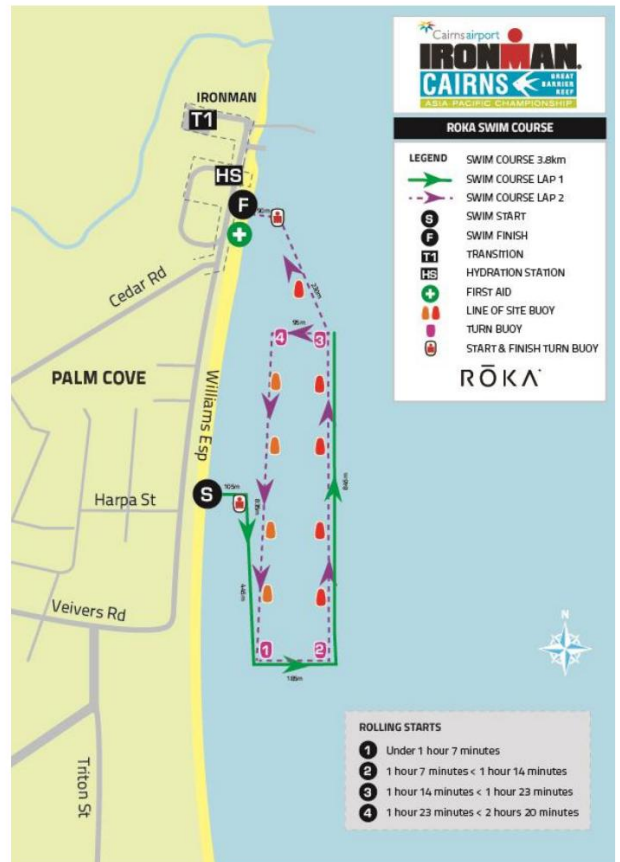 Cairns airport
IRONMAN
CAIRNS
GREAT
BARRIER
REEF
ASIA-PACIFIC CHAMPIONSHIP
ROKA SWIM COURSE
LEGEND
SWIM COURSE 3.8km
SWIM COURSE LAP 1
SWIM COURSE LAP 2
S SWIM START
F SWIM FINISH
T1 TRANSITION
HS HYDRATION STATION
FIRST AID
LINE OF SITE BUOY
TURN BUOY
START & FINISH TURN BUOY
RŌKA
IRONMAN
T1
HS
F
Cedar Rd
4
3
PALM COVE
Williams Esp
S
105m
Harpa St
Veivers Rd
1
2
Triton St
N
ROLLING STARTS
1 Under 1 hour 7 minutes
2 1 hour 7 minutes < 1 hour 14 minutes
3 1 hour 14 minutes < 1 hour 23 minutes
4 1 hour 23 minutes < 2 hours 20 minutes